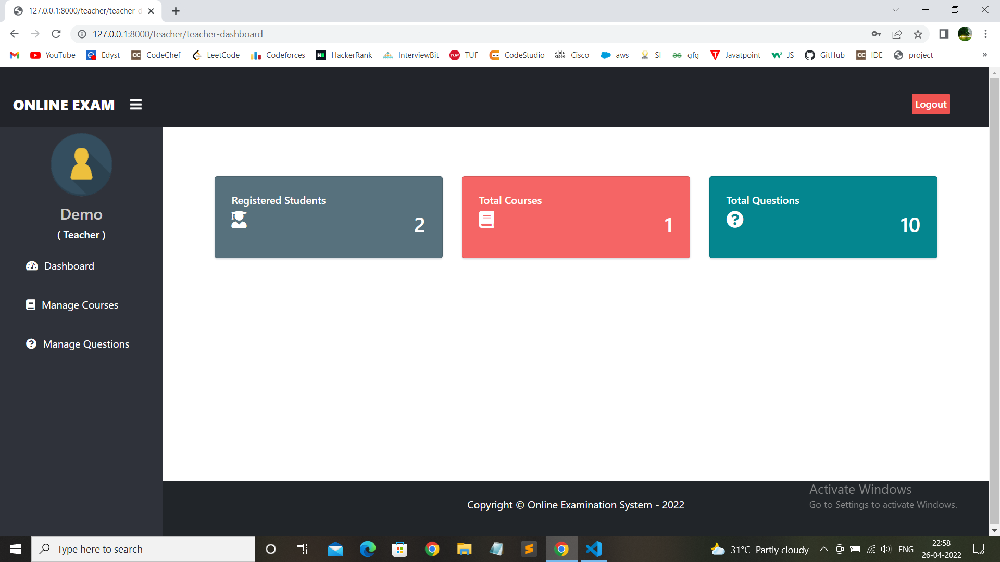 127.0.0.1:8000/teacher/teacher-d
127.0.0.1:8000/teacher/teacher-dashboard
YouTube Edyst CodeChef LeetCode Codeforces HackerRank InterviewBit TUF CodeStudio Cisco aws SI gfg Javatpoint JS GitHub IDE project »
ONLINE EXAM
Logout
Demo
( Teacher )
Dashboard
Manage Courses
Manage Questions
Registered Students
2
Total Courses
1
Total Questions
10
Copyright © Online Examination System - 2022
Activate Windows
Go to Settings to activate Windows.
Type here to search
31°C Partly cloudy
ENG
22:58
26-04-2022